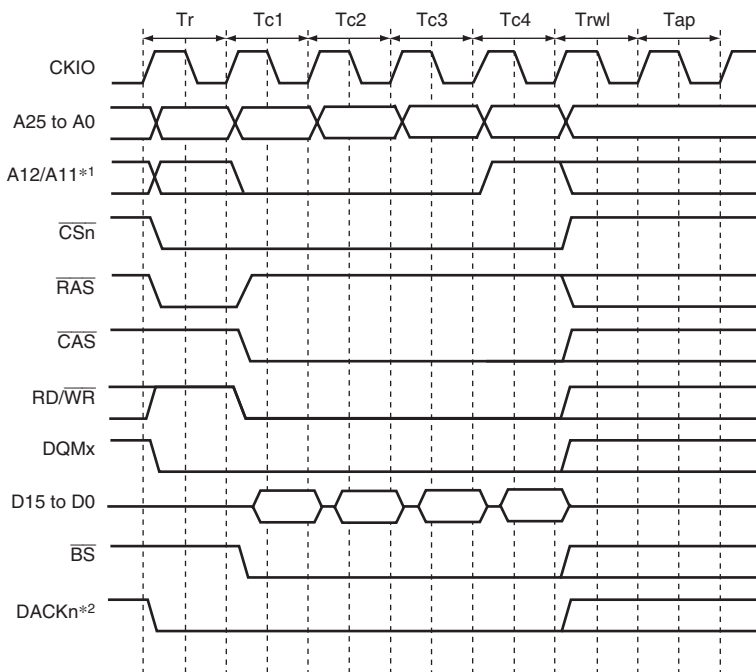 Tr Tc1 Tc2 Tc3 Tc4 Trwl Tap
CKIO
A25 to A0
A12/A11*1
CSn
RAS
CAS
RD/WR
DQMx
D15 to D0
BS
DACKn*2